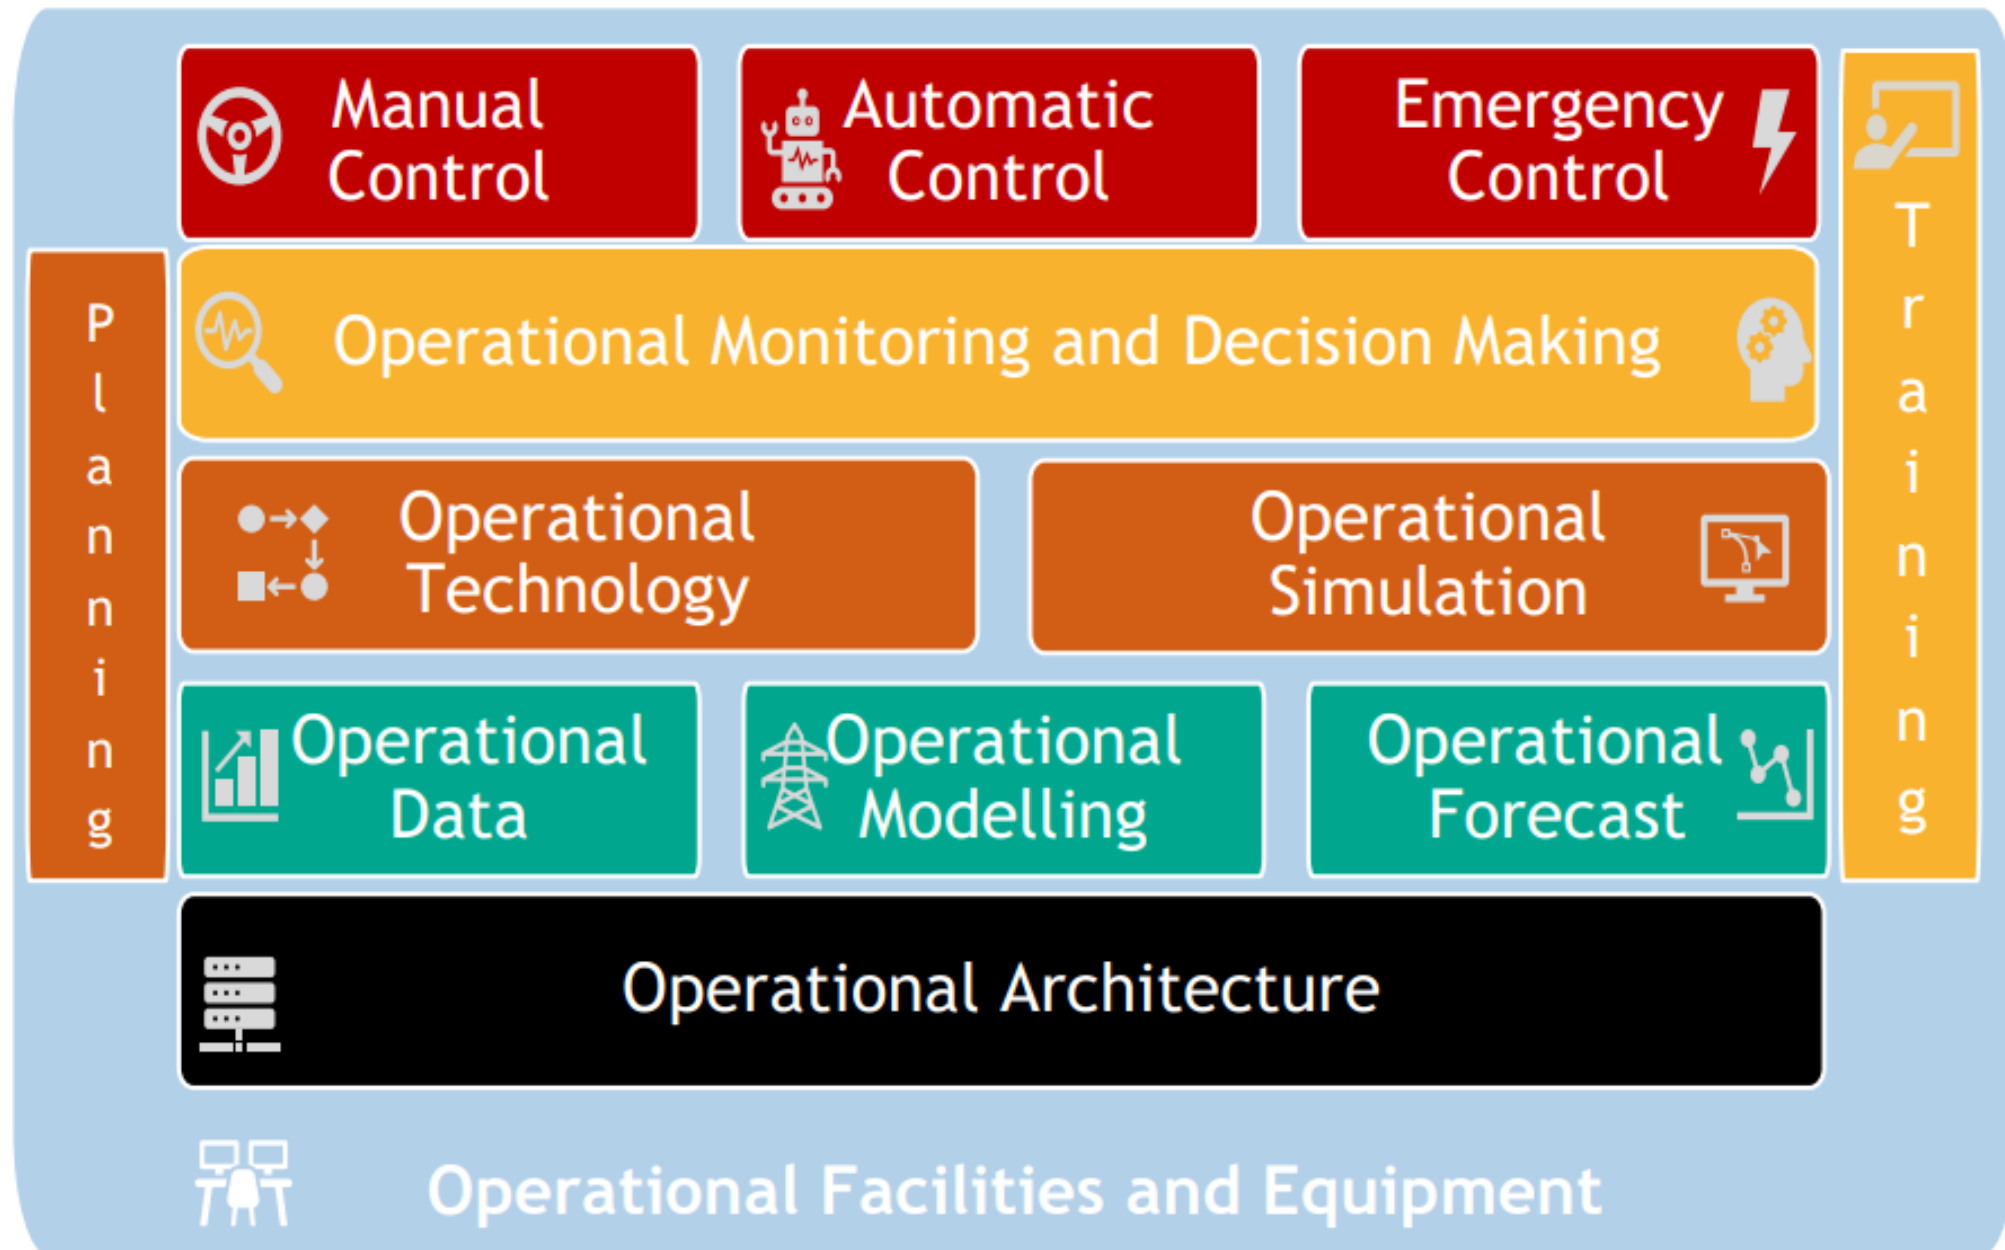 Manual
Control
Automatic
Control
Emergency
Control
Planning
Operational Monitoring and Decision Making
Training
Operational
Technology
Operational
Simulation
Operational
Data
Operational
Modelling
Operational
Forecast
Operational Architecture
Operational Facilities and Equipment